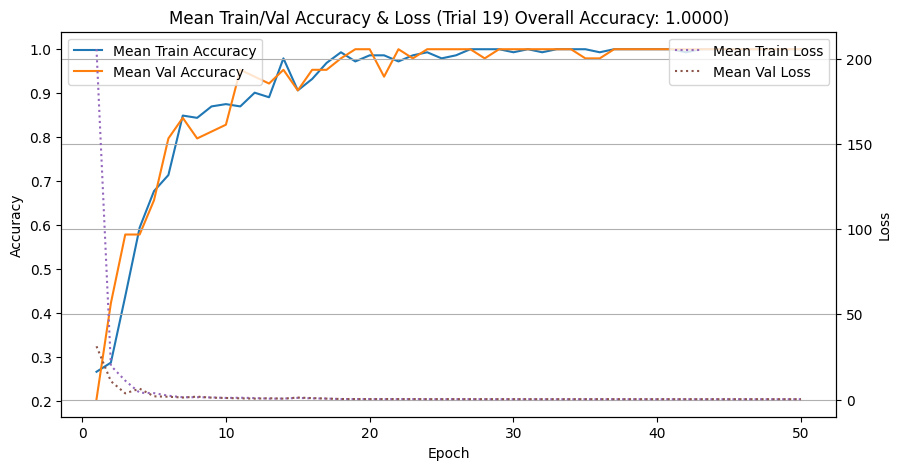 Mean Train/Val Accuracy & Loss (Trial 19) Overall Accuracy: 1.0000)
Mean Train Accuracy
Mean Val Accuracy
Mean Train Loss
Mean Val Loss
Accuracy
1.0
0.9
0.8
0.7
0.6
0.5
0.4
0.3
0.2
200
150
100
50
0
Loss
0
10
20
30
40
50
Epoch